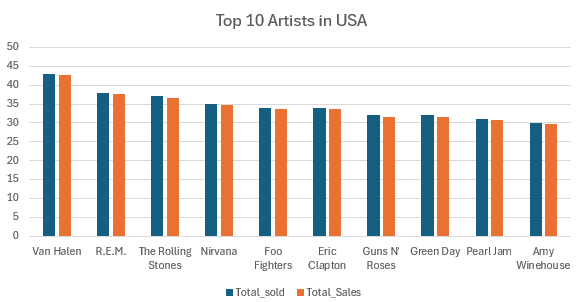 Top 10 Artists in USA
50
45
40
35
30
25
20
15
10
5
0
Van Halen
R.E.M.
The Rolling
Stones
Nirvana
Foo
Fighters
Eric
Clapton
Guns N'
Roses
Green Day
Pearl Jam
Amy
Winehouse
Total_sold
Total_Sales